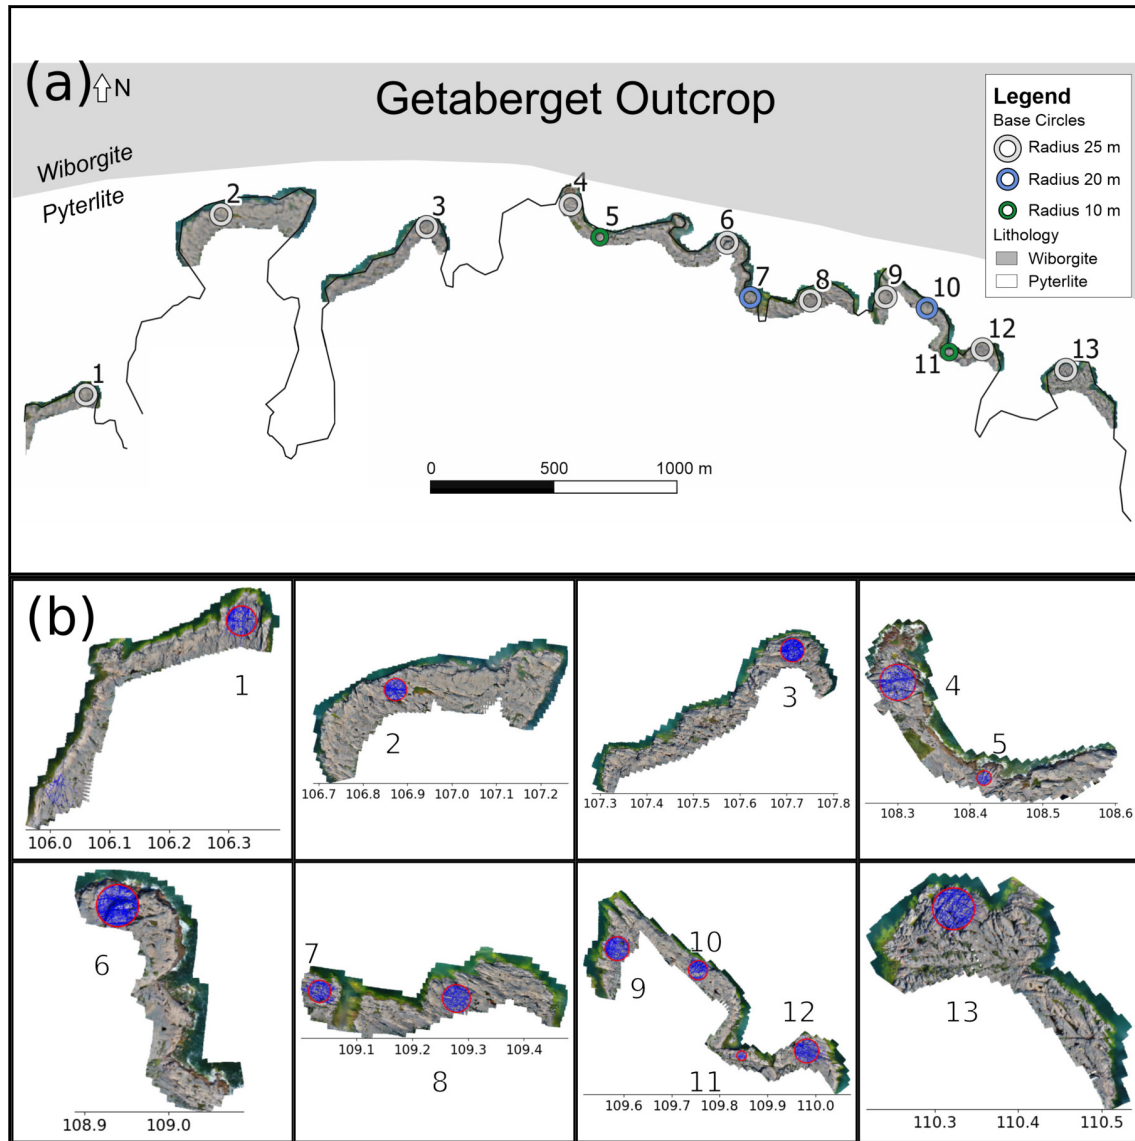 (a)
N
Getaberget Outcrop
Wiborgite
Pyterlite
Legend
Base Circles
Radius 25 m
Radius 20 m
Radius 10 m
Lithology
Wiborgite
Pyterlite
1
2
3
4
5
6
7
8
9
10
11
12
13
0 500 1000 m
(b)
1
106.0 106.1 106.2 106.3
2
106.7 106.8 106.9 107.0 107.1 107.2
3
107.3 107.4 107.5 107.6 107.7 107.8
4
5
108.3 108.4 108.5 108.6
6
108.9 109.0
7
109.1 109.2 109.3 109.4
8
9
10
12
11
109.6 109.7 109.8 109.9 110.0
13
110.3 110.4 110.5